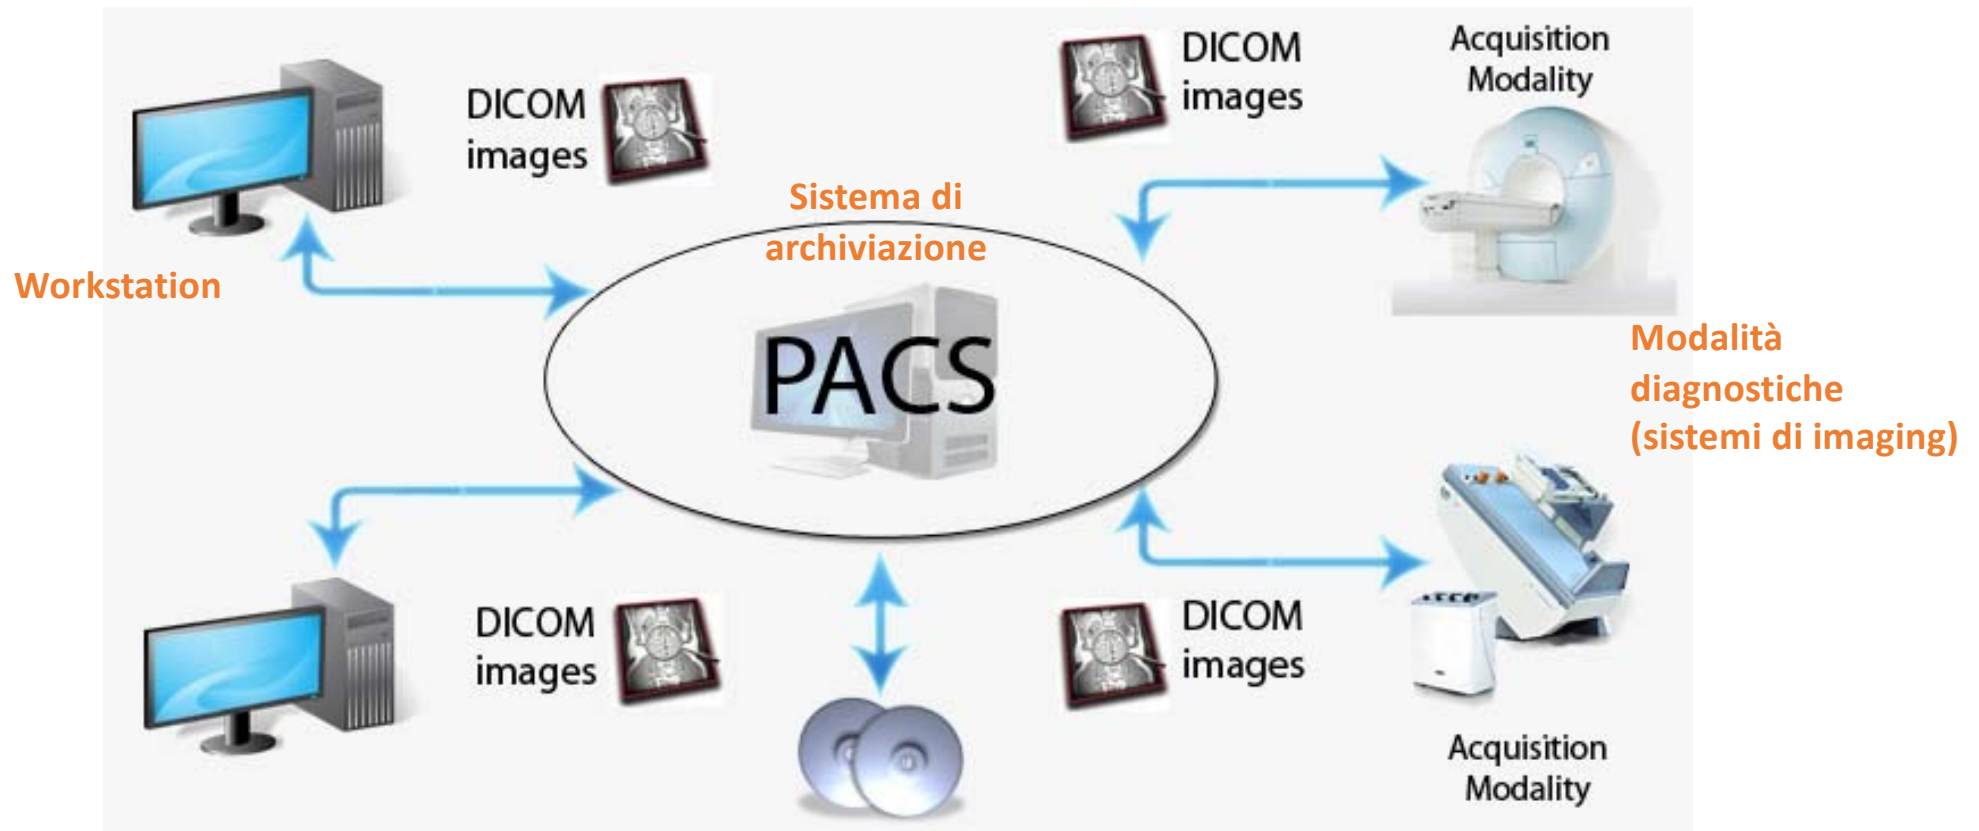 DICOM
images
DICOM
images
Acquisition
Modality
Sistema di
archiviazione
Workstation
PACS
Modalità
diagnostiche
(sistemi di imaging)
DICOM
images
DICOM
images
Acquisition
Modality